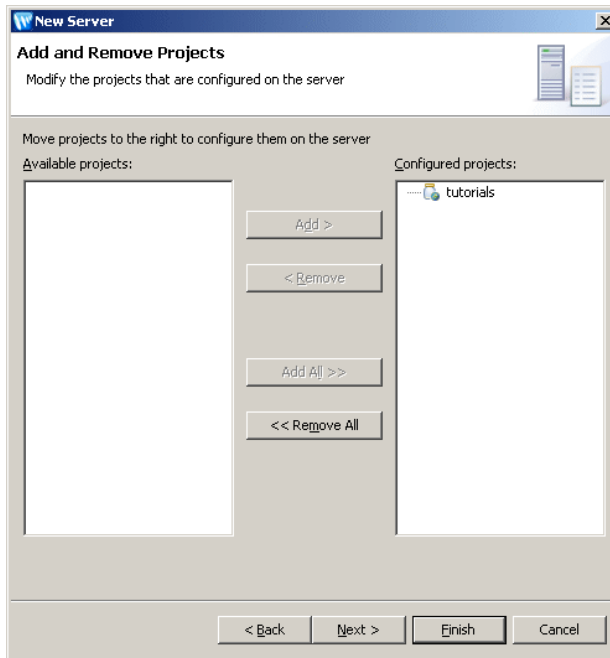 New Server
Add and Remove Projects
Modify the projects that are configured on the server
Move projects to the right to configure them on the server
Available projects:
Configured projects:
tutorials
Add >
< Remove
Add All >>
<< Remove All
< Back
Next >
Finish
Cancel